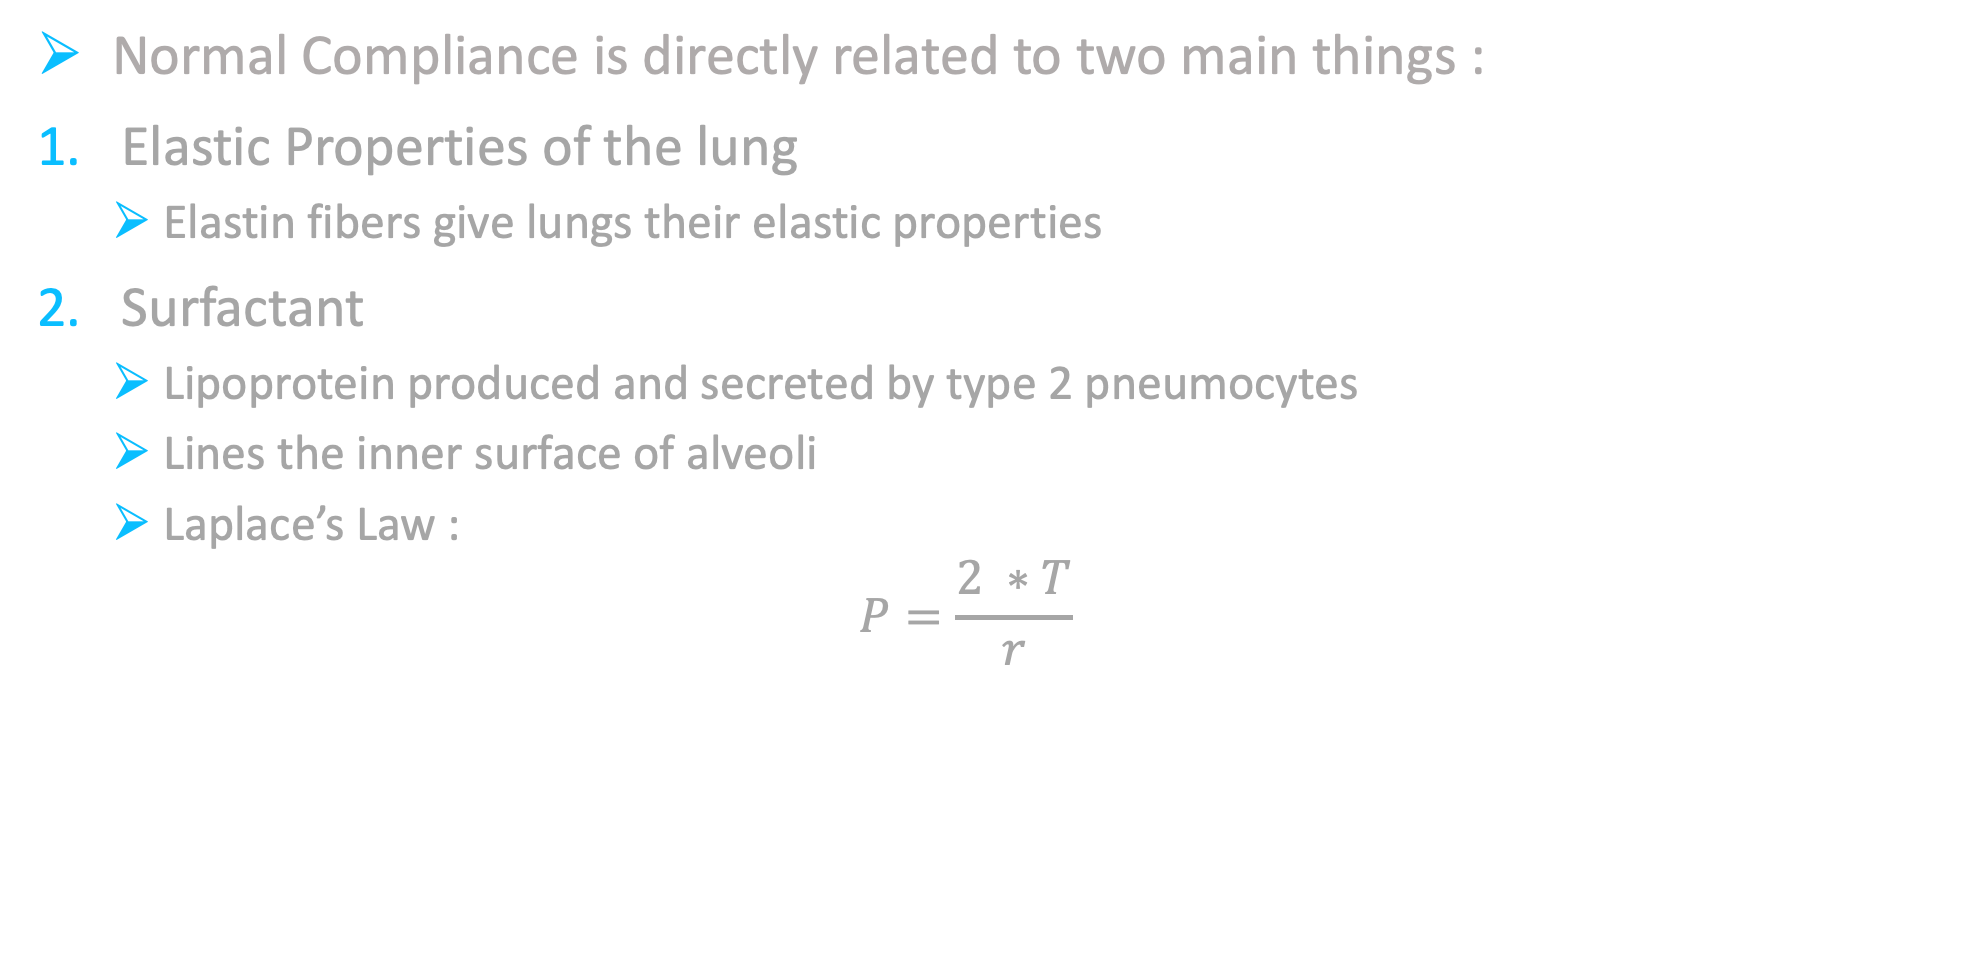 ➢ Normal Compliance is directly related to two main things :
1. Elastic Properties of the lung
➢ Elastin fibers give lungs their elastic properties
2. Surfactant
➢ Lipoprotein produced and secreted by type 2 pneumocytes
➢ Lines the inner surface of alveoli
➢ Laplace’s Law :
P = \frac{2 * T}{r}